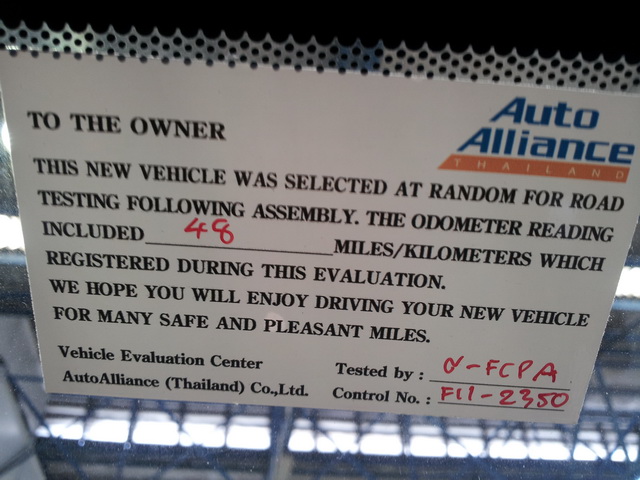 Auto
Alliance
THAILAND
TO THE OWNER
THIS NEW VEHICLE WAS SELECTED AT RANDOM FOR ROAD
TESTING FOLLOWING ASSEMBLY. THE ODOMETER READING
INCLUDED 48 MILES/KILOMETERS WHICH
REGISTERED DURING THIS EVALUATION.
WE HOPE YOU WILL ENJOY DRIVING YOUR NEW VEHICLE
FOR MANY SAFE AND PLEASANT MILES.
Vehicle Evaluation Center
AutoAlliance (Thailand) Co.,Ltd.
Tested by : -FCPA
Control No. : F11-2350